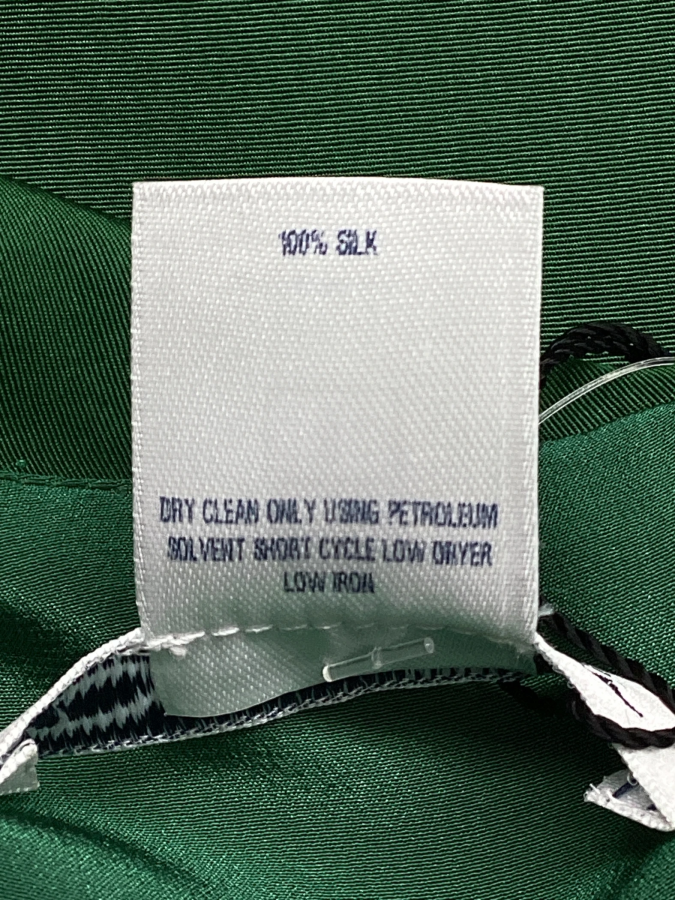 100% SILK
DRY CLEAN ONLY USING PETROLEUM
SOLVENT SHORT CYCLE LOW DRYER
LOW IRON